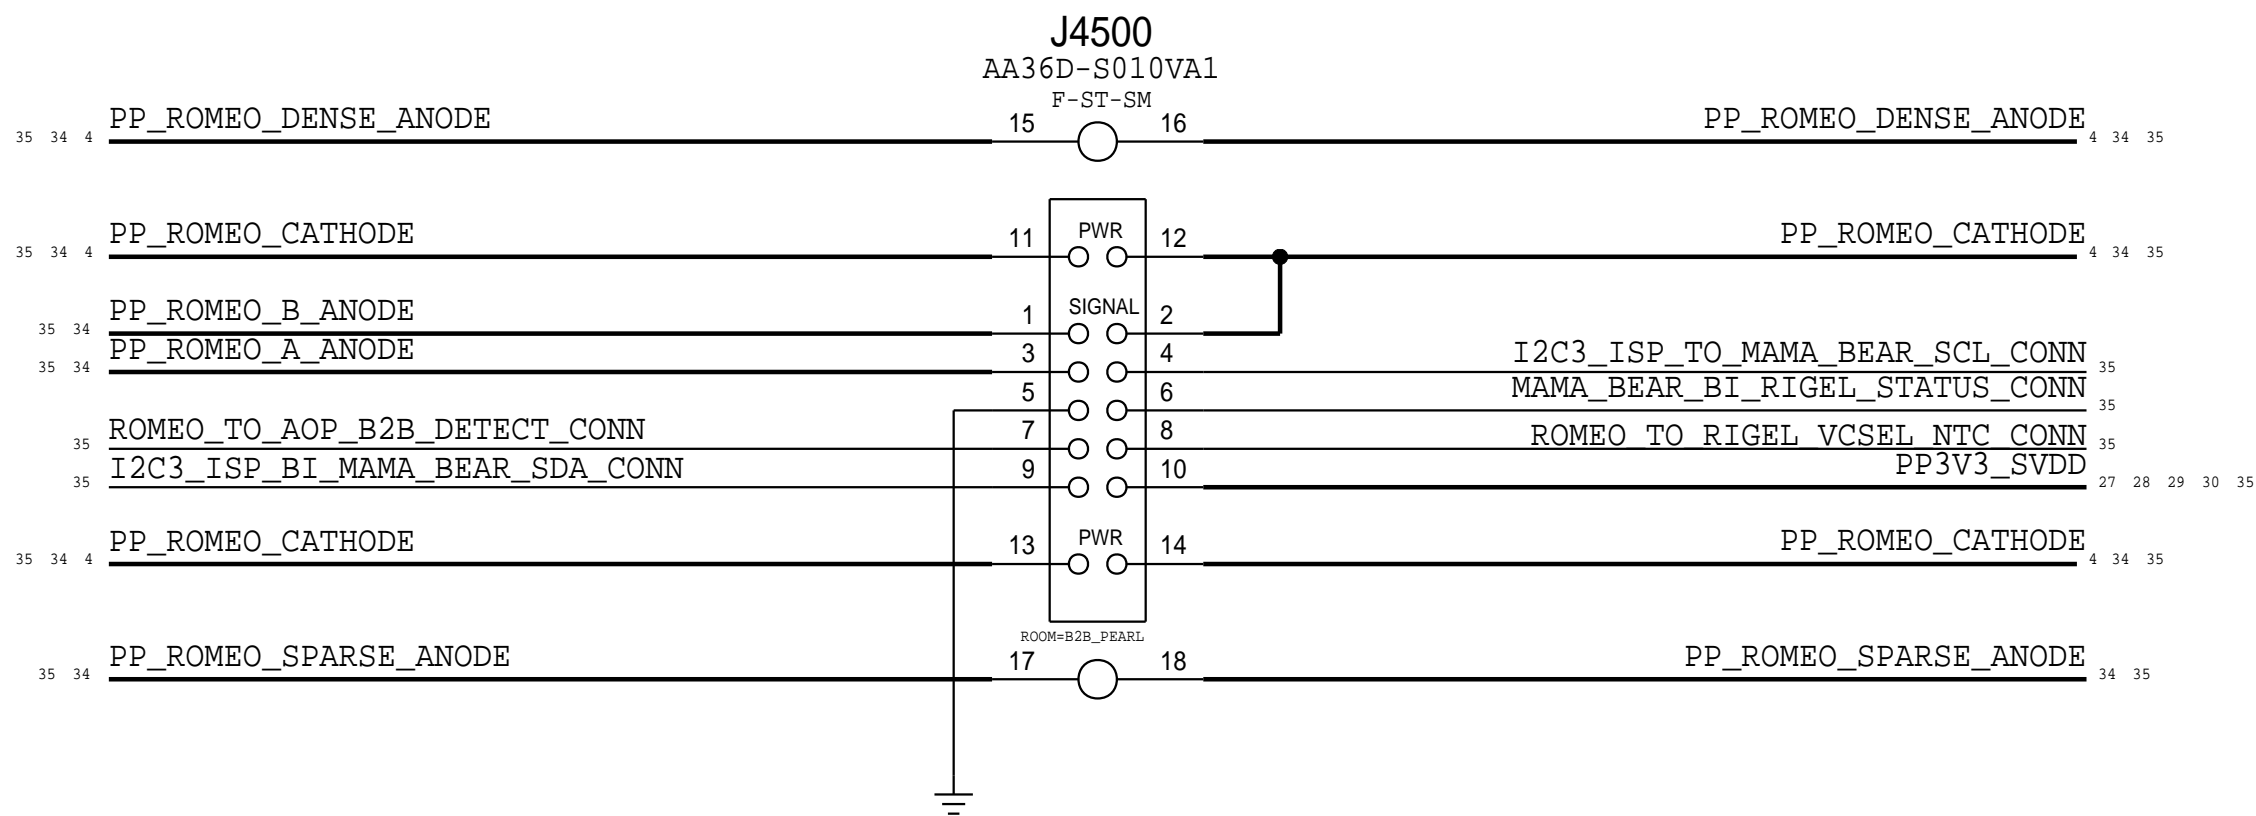 J4500
AA36D-S010VA1
F-ST-SM
35 34 4 PP_ROMEO_DENSE_ANODE 15 16 PP_ROMEO_DENSE_ANODE 4 34 35
35 34 4 PP_ROMEO_CATHODE 11 PWR 12 PP_ROMEO_CATHODE 4 34 35
35 34 PP_ROMEO_B_ANODE 1 SIGNAL 2
35 34 PP_ROMEO_A_ANODE 3 4 I2C3_ISP_TO_MAMA_BEAR_SCL_CONN 35
5 6 MAMA_BEAR_BI_RIGEL_STATUS_CONN 35
35 ROMEO_TO_AOP_B2B_DETECT_CONN 7 8 ROMEO_TO_RIGEL_VCSEL_NTC_CONN 35
35 I2C3_ISP_BI_MAMA_BEAR_SDA_CONN 9 10 PP3V3_SVDD 27 28 29 30 35
35 34 4 PP_ROMEO_CATHODE 13 PWR 14 PP_ROMEO_CATHODE 4 34 35
ROOM=B2B_PEARL
35 34 PP_ROMEO_SPARSE_ANODE 17 18 PP_ROMEO_SPARSE_ANODE 34 35